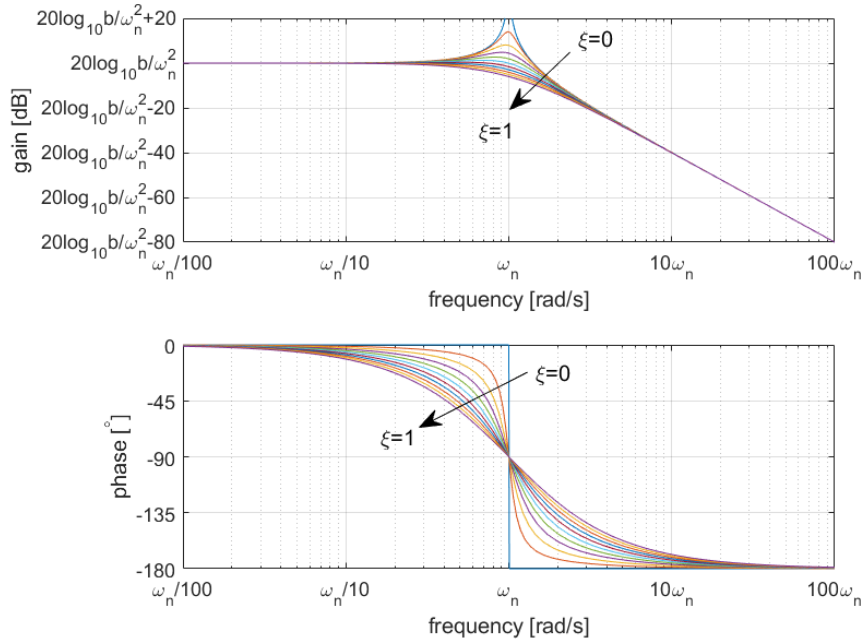 20log₁₀b/ωₙ²+20
20log₁₀b/ωₙ²
20log₁₀b/ωₙ²-20
20log₁₀b/ωₙ²-40
20log₁₀b/ωₙ²-60
20log₁₀b/ωₙ²-80
gain [dB]
ξ=0
ξ=1
ωₙ/100
ωₙ/10
ωₙ
10ωₙ
100ωₙ
frequency [rad/s]
0
-45
-90
-135
-180
phase [°]
ξ=0
ξ=1
ωₙ/100
ωₙ/10
ωₙ
10ωₙ
100ωₙ
frequency [rad/s]